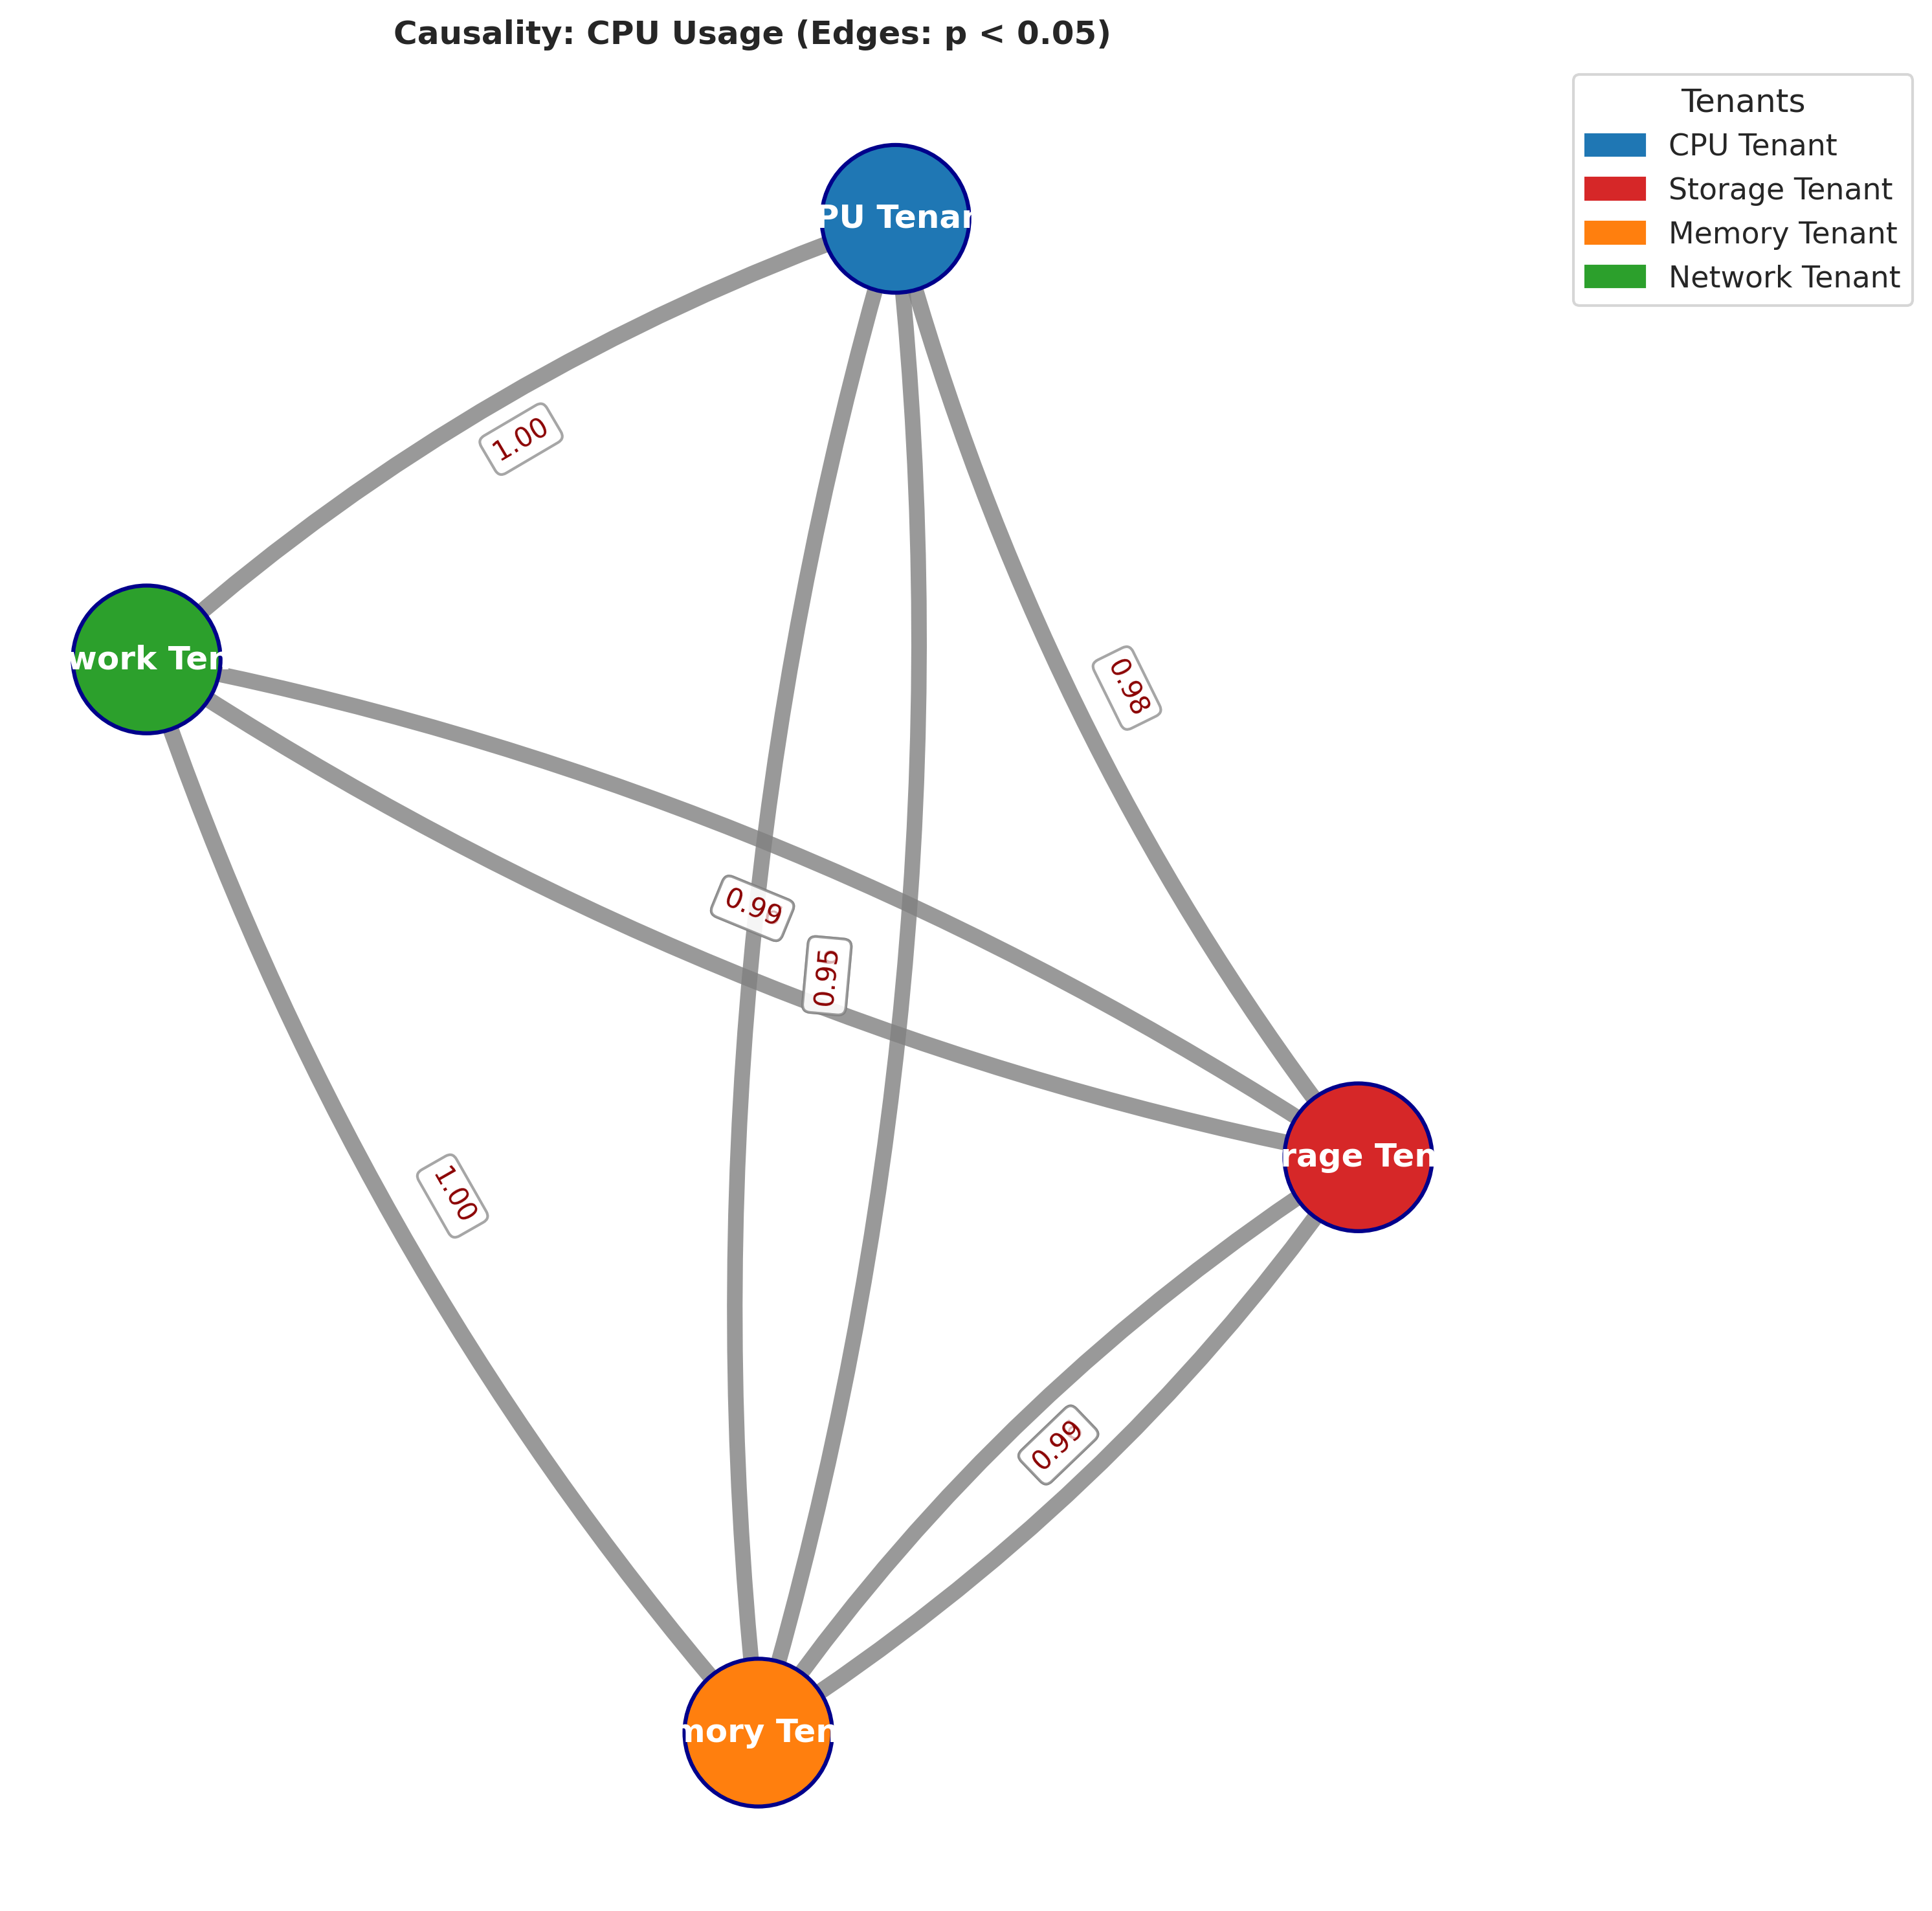 Causality: CPU Usage (Edges: p < 0.05)
Tenants
CPU Tenant
Storage Tenant
Memory Tenant
Network Tenant
PU Tenar
1.00
work Ten
0.98
0.99
0.95
rage Ten
1.00
0.99
mory Ten